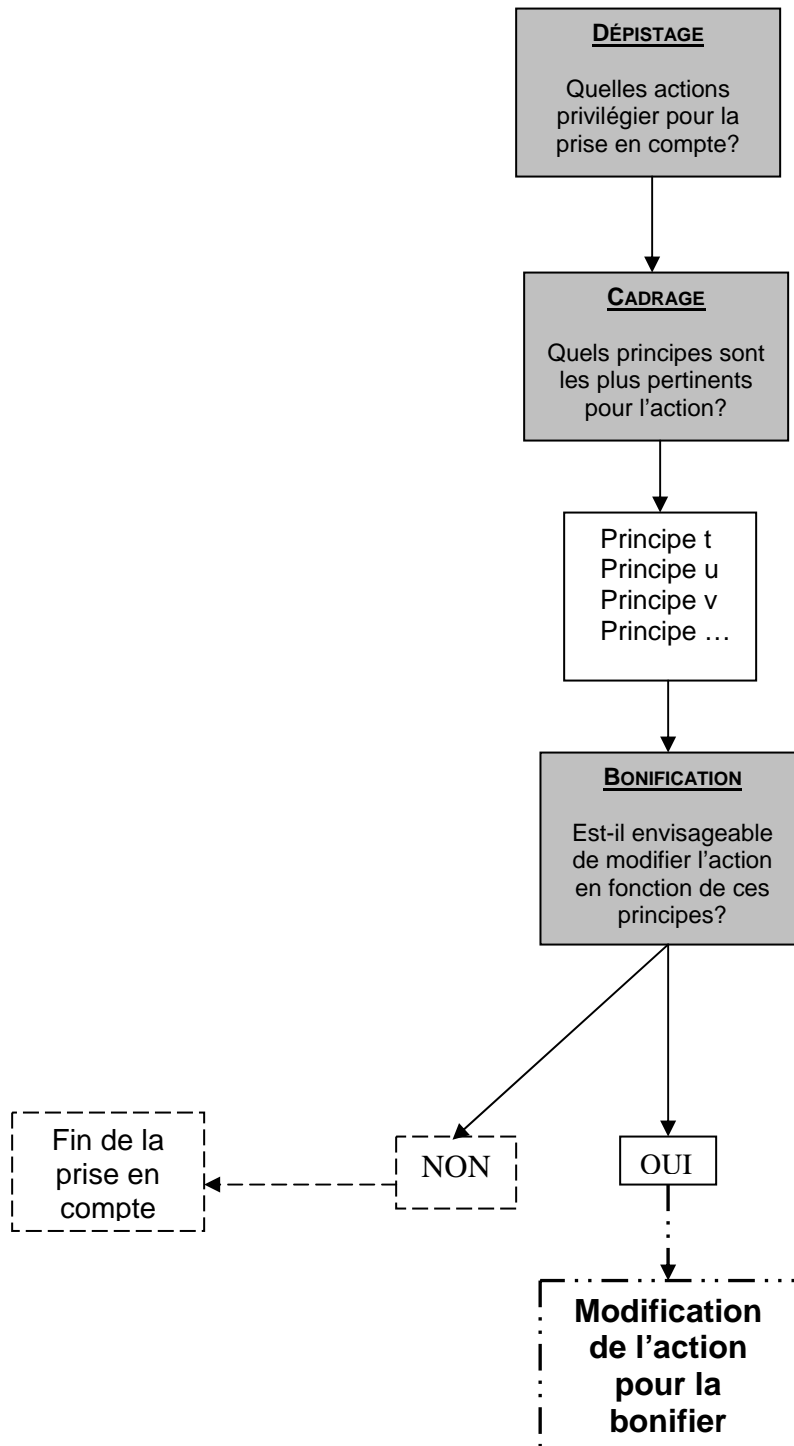 DÉPISTAGE
Quelles actions
privilégier pour la
prise en compte?
CADRAGE
Quels principes sont
les plus pertinents
pour l’action?
Principe t
Principe u
Principe v
Principe …
BONIFICATION
Est-il envisageable
de modifier l’action
en fonction de ces
principes?
Fin de la
prise en
compte
NON
OUI
Modification
de l’action
pour la
bonifier